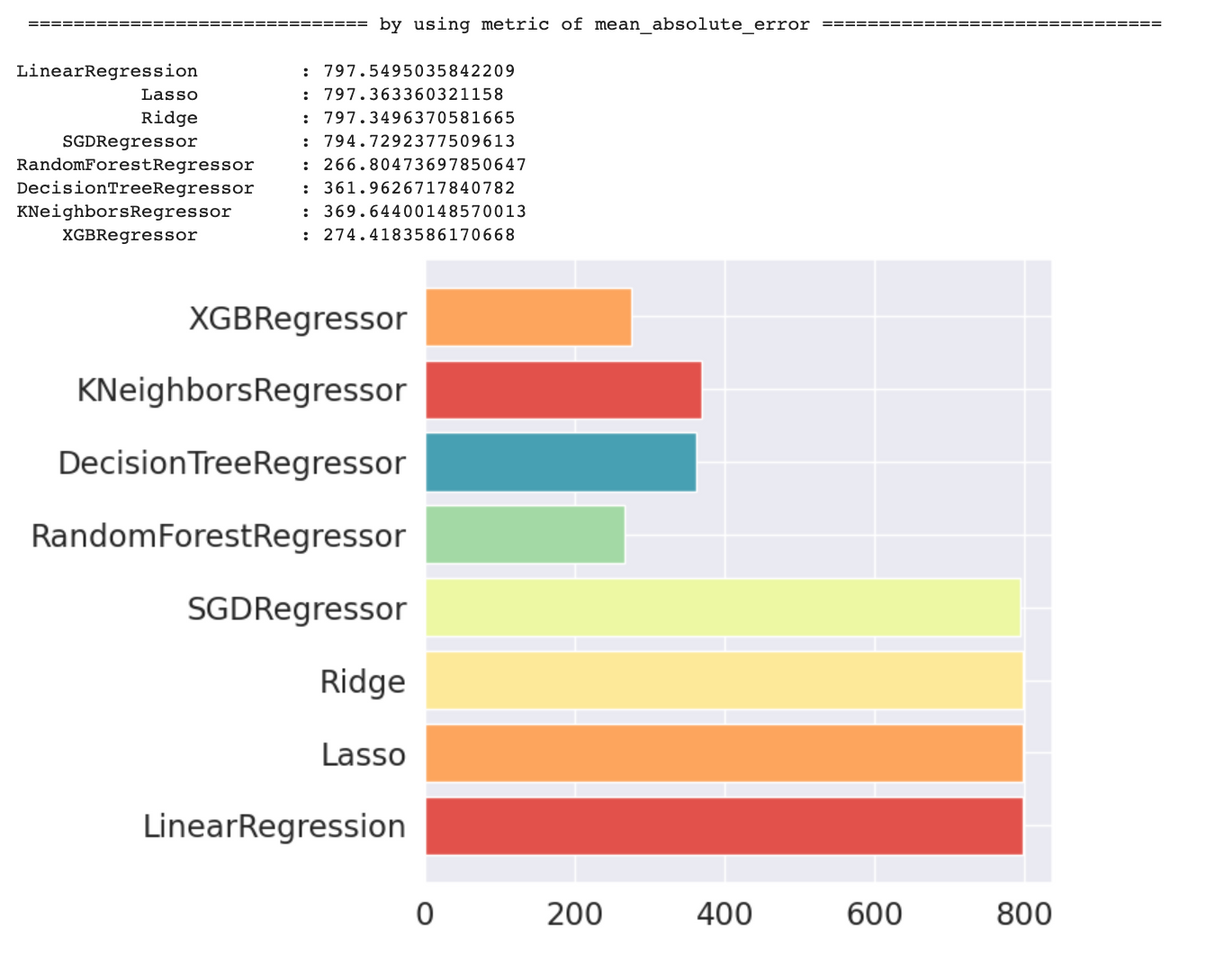 ============================== by using metric of mean_absolute_error ==============================
LinearRegression : 797.5495035842209
Lasso : 797.363360321158
Ridge : 797.3496370581665
SGDRegressor : 794.7292377509613
RandomForestRegressor : 266.80473697850647
DecisionTreeRegressor : 361.9626717840782
KNeighborsRegressor : 369.64400148570013
XGBRegressor : 274.4183586170668
XGBRegressor
KNeighborsRegressor
DecisionTreeRegressor
RandomForestRegressor
SGDRegressor
Ridge
Lasso
LinearRegression
0 200 400 600 800